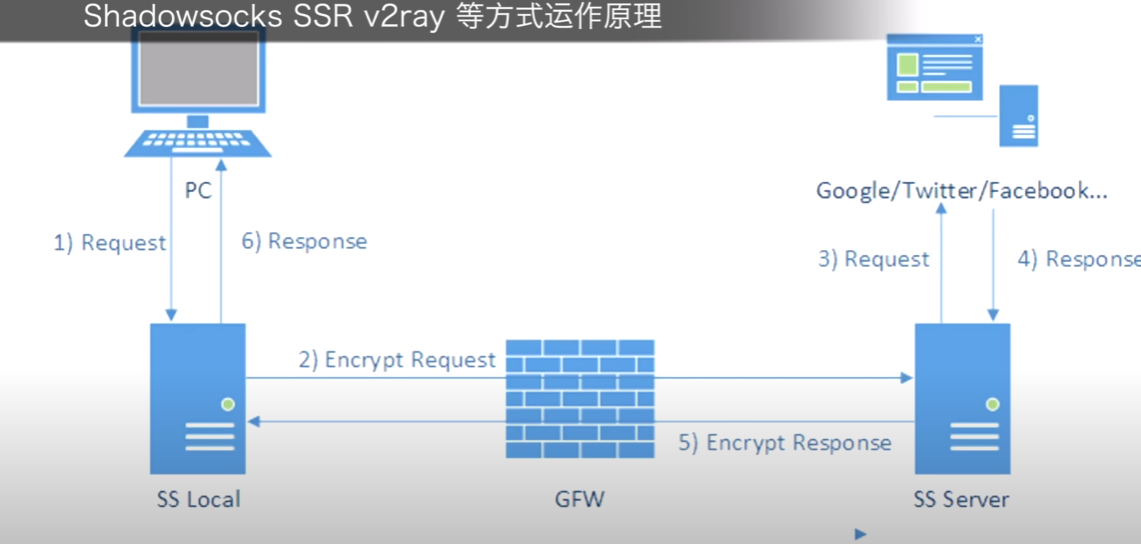 Shadowsocks SSR v2ray 等方式运作原理
PC
Google/Twitter/Facebook...
1) Request
6) Response
3) Request
4) Response
2) Encrypt Request
5) Encrypt Response
SS Local
GFW
SS Server